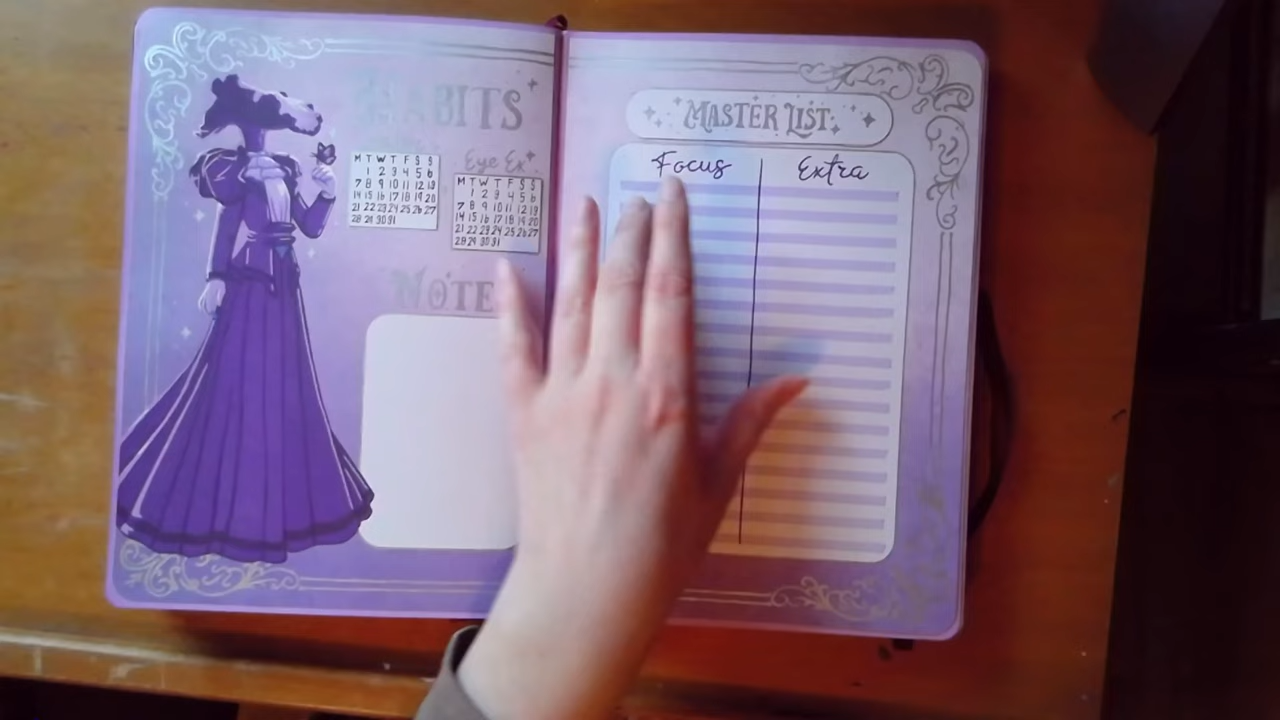 HABITS
M T W T F S S
1 2 3 4 5 6
7 8 9 10 11 12 13
14 15 16 17 18 19 20
21 22 23 24 25 26 27
28 29 30 31
Eye Ex
M T W T F S S
1 2 3 4 5 6
7 8 9 10 11 12 13
14 15 16 17 18 19 20
21 22 23 24 25 26 27
28 29 30 31
NOTE
MASTER LIST
Focus
Extra